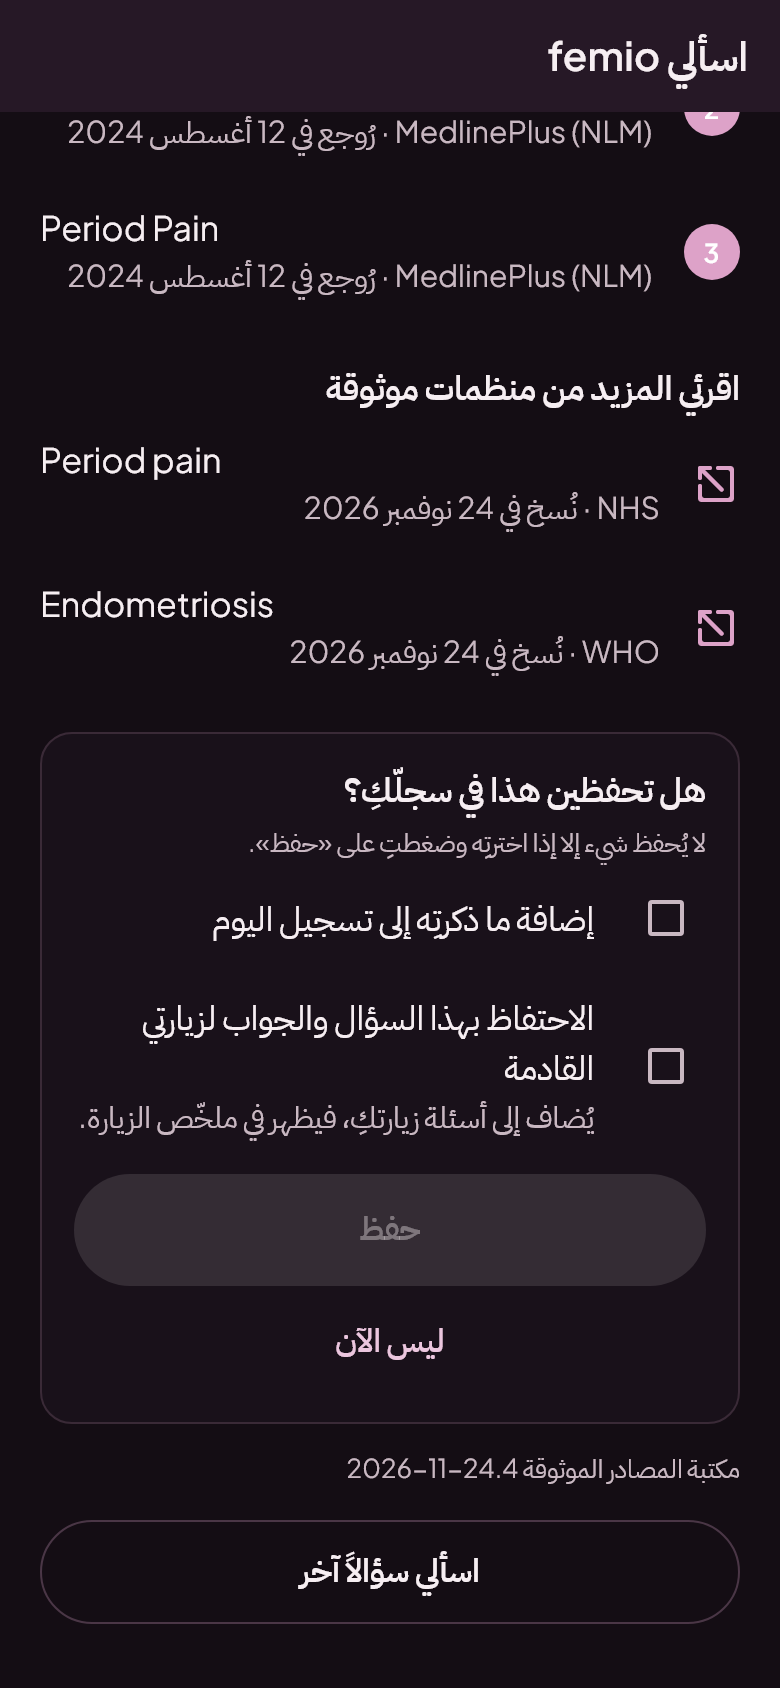 اسألي femio
2
MedlinePlus (NLM) · رُوجع في 12 أغسطس 2024
Period Pain
3
MedlinePlus (NLM) · رُوجع في 12 أغسطس 2024
اقرئي المزيد من منظمات موثوقة
Period pain
NHS · نُسخ في 24 نوفمبر 2026
Endometriosis
WHO · نُسخ في 24 نوفمبر 2026
هل تحفظين هذا في سجلّكِ؟
لا يُحفظ شيء إلا إذا اخترتِه وضغطتِ على «حفظ».
إضافة ما ذكرتِه إلى تسجيل اليوم
الاحتفاظ بهذا السؤال والجواب لزيارتي
القادمة
يُضاف إلى أسئلة زيارتكِ، فيظهر في ملخّص الزيارة.
حفظ
ليس الآن
مكتبة المصادر الموثوقة 2026-11-24.4
اسألي سؤالاً آخر